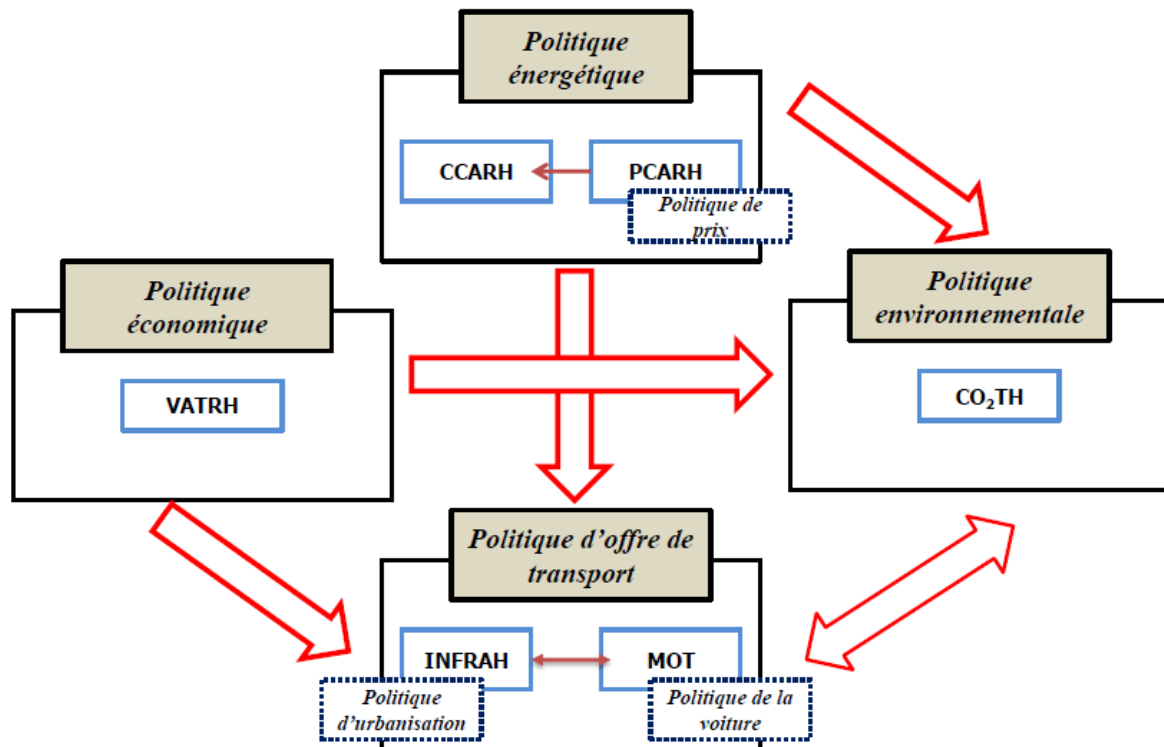 Politique
énergétique
CCARH
PCARH
Politique de
prix
Politique
économique
VATRH
Politique
environnementale
CO₂TH
Politique d’offre de
transport
INFRAH
MOT
Politique
d’urbanisation
Politique de la
voiture